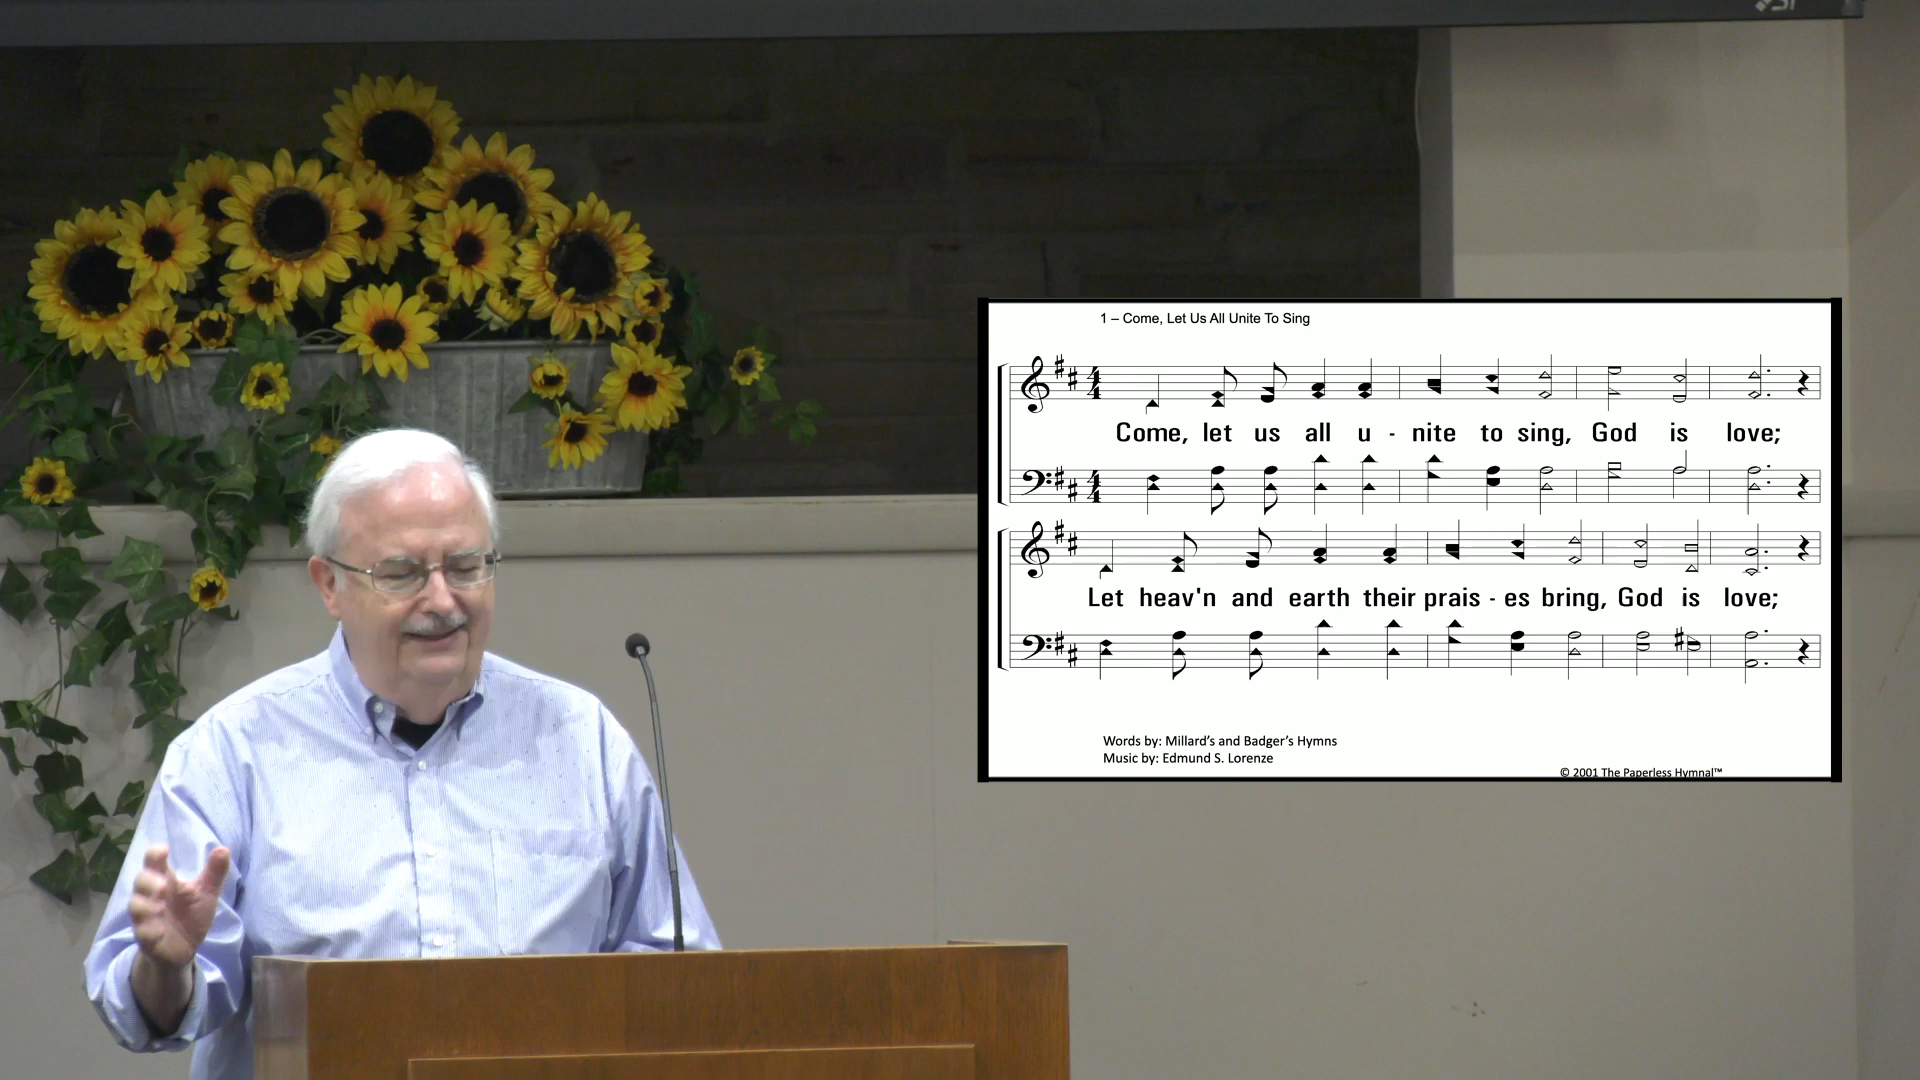 1 – Come, Let Us All Unite To Sing
Come, let us all u - nite to sing, God is love;
Let heav'n and earth their prais - es bring, God is love;
Words by: Millard’s and Badger’s Hymns
Music by: Edmund S. Lorenze
© 2001 The Paperless Hymnal™